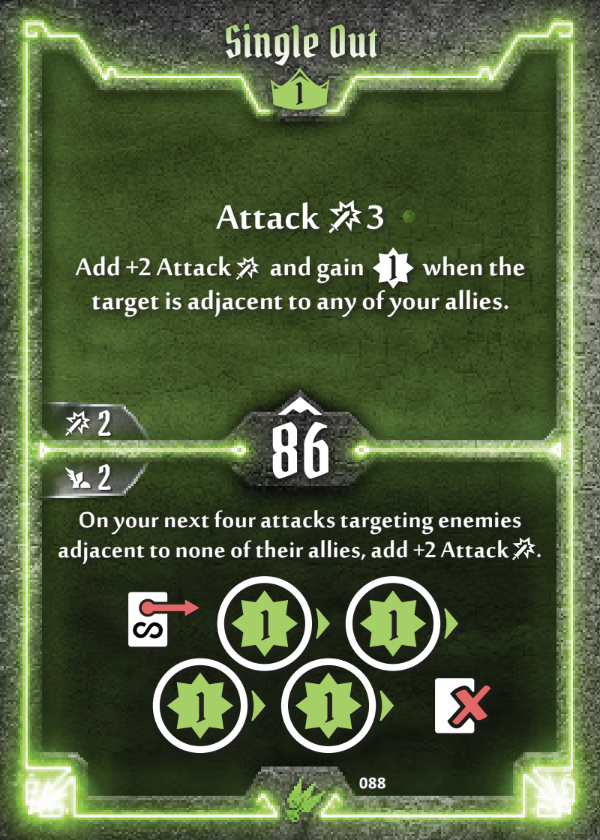 Single Out
1
Attack 3
Add +2 Attack and gain 1 when the
target is adjacent to any of your allies.
2
86
2
On your next four attacks targeting enemies
adjacent to none of their allies, add +2 Attack .
1 1
1 1
088